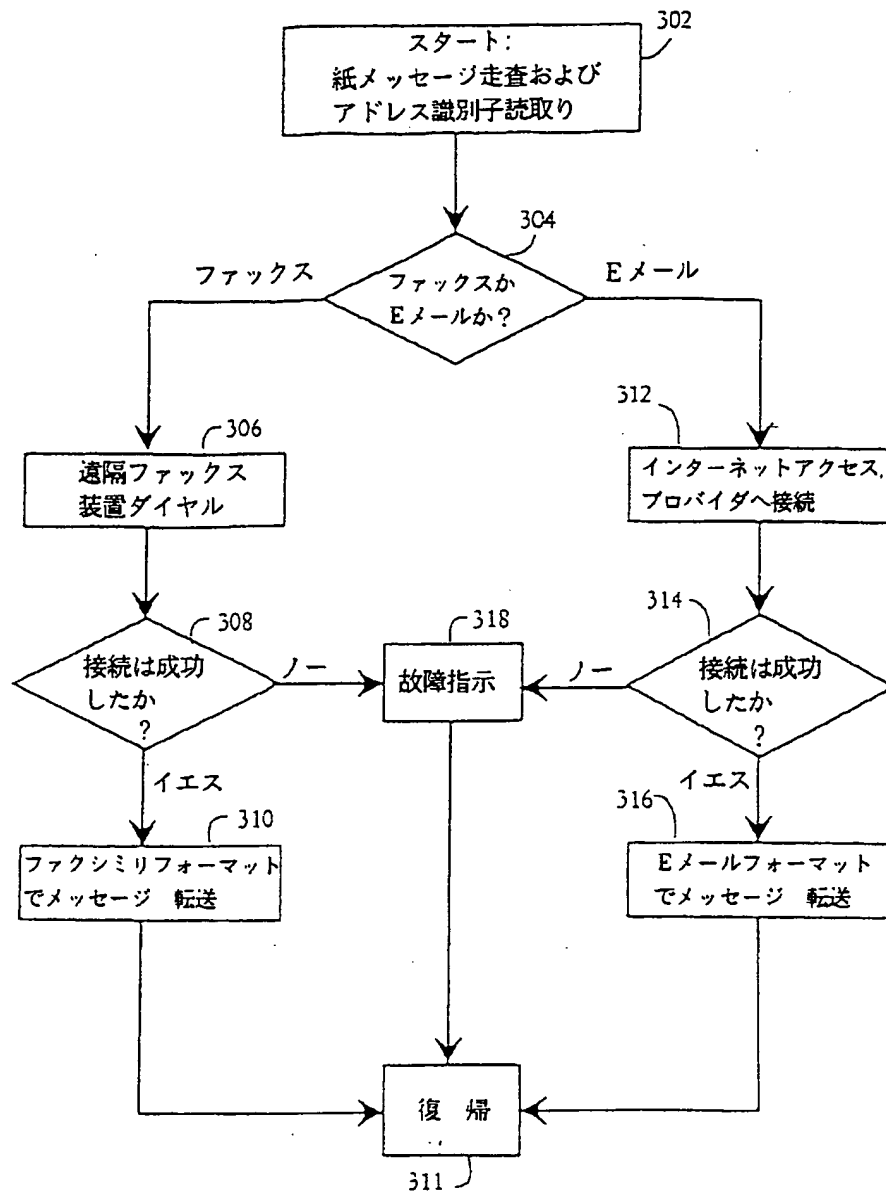 302
スタート:
紙メッセージ走査および
アドレス識別子読取り
304
ファックス
ファックスか
Eメールか?
Eメール
306
遠隔ファックス
装置ダイヤル
312
インターネットアクセス,
プロバイダへ接続
308
接続は成功
したか
?
ノー
318
故障指示
ノー
314
接続は成功
したか
?
イエス
イエス
310
ファクシミリフォーマット
でメッセージ 転送
316
Eメールフォーマット
でメッセージ 転送
復 帰
311